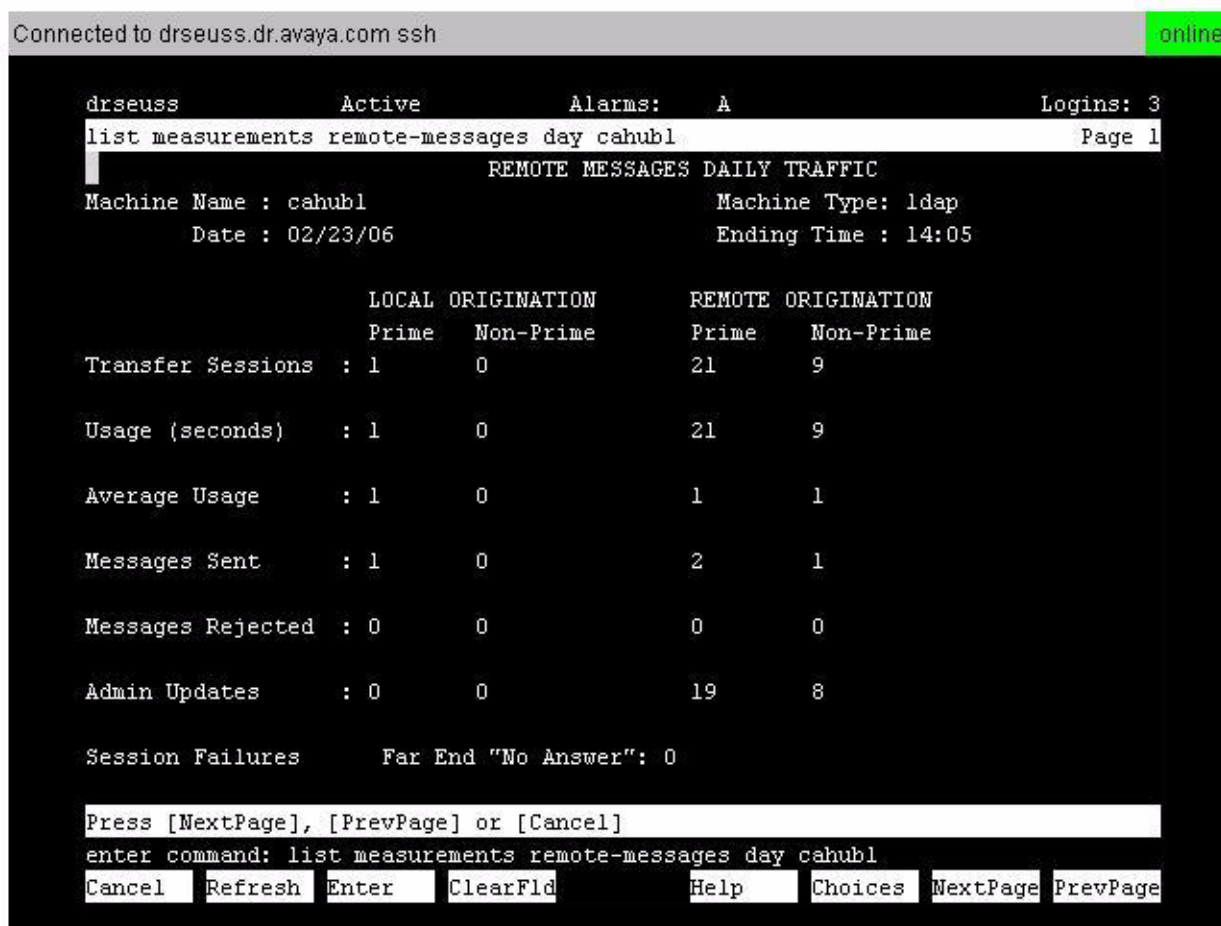 Connected to drseuss.dr.avaya.com ssh online
drseuss Active Alarms: A Logins: 3
list measurements remote-messages day cahub1 Page 1
REMOTE MESSAGES DAILY TRAFFIC
Machine Name : cahub1 Machine Type: ldap
Date : 02/23/06 Ending Time : 14:05
LOCAL ORIGINATION REMOTE ORIGINATION
Prime Non-Prime Prime Non-Prime
Transfer Sessions : 1 0 21 9
Usage (seconds) : 1 0 21 9
Average Usage : 1 0 1 1
Messages Sent : 1 0 2 1
Messages Rejected : 0 0 0 0
Admin Updates : 0 0 19 8
Session Failures Far End "No Answer": 0
Press [NextPage], [PrevPage] or [Cancel]
enter command: list measurements remote-messages day cahub1
Cancel Refresh Enter ClearFld Help Choices NextPage PrevPage